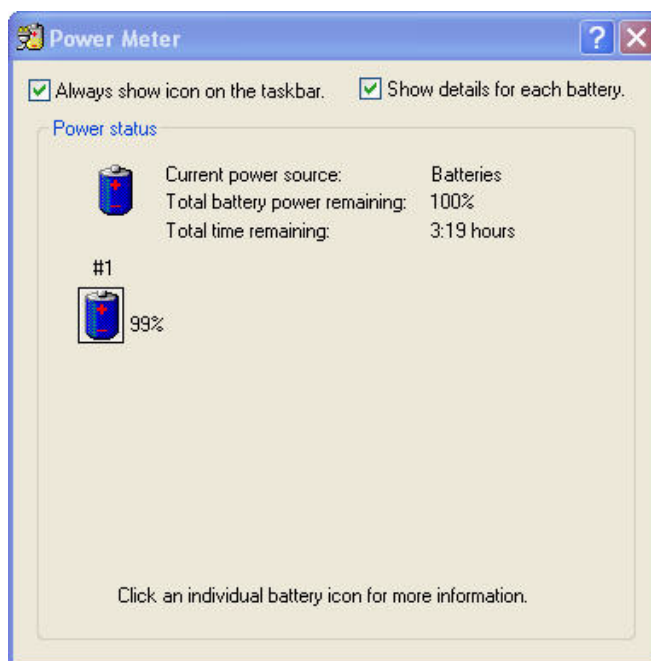 Power Meter
Always show icon on the taskbar. Show details for each battery.
Power status
Current power source: Batteries
Total battery power remaining: 100%
Total time remaining: 3:19 hours
#1
99%
Click an individual battery icon for more information.